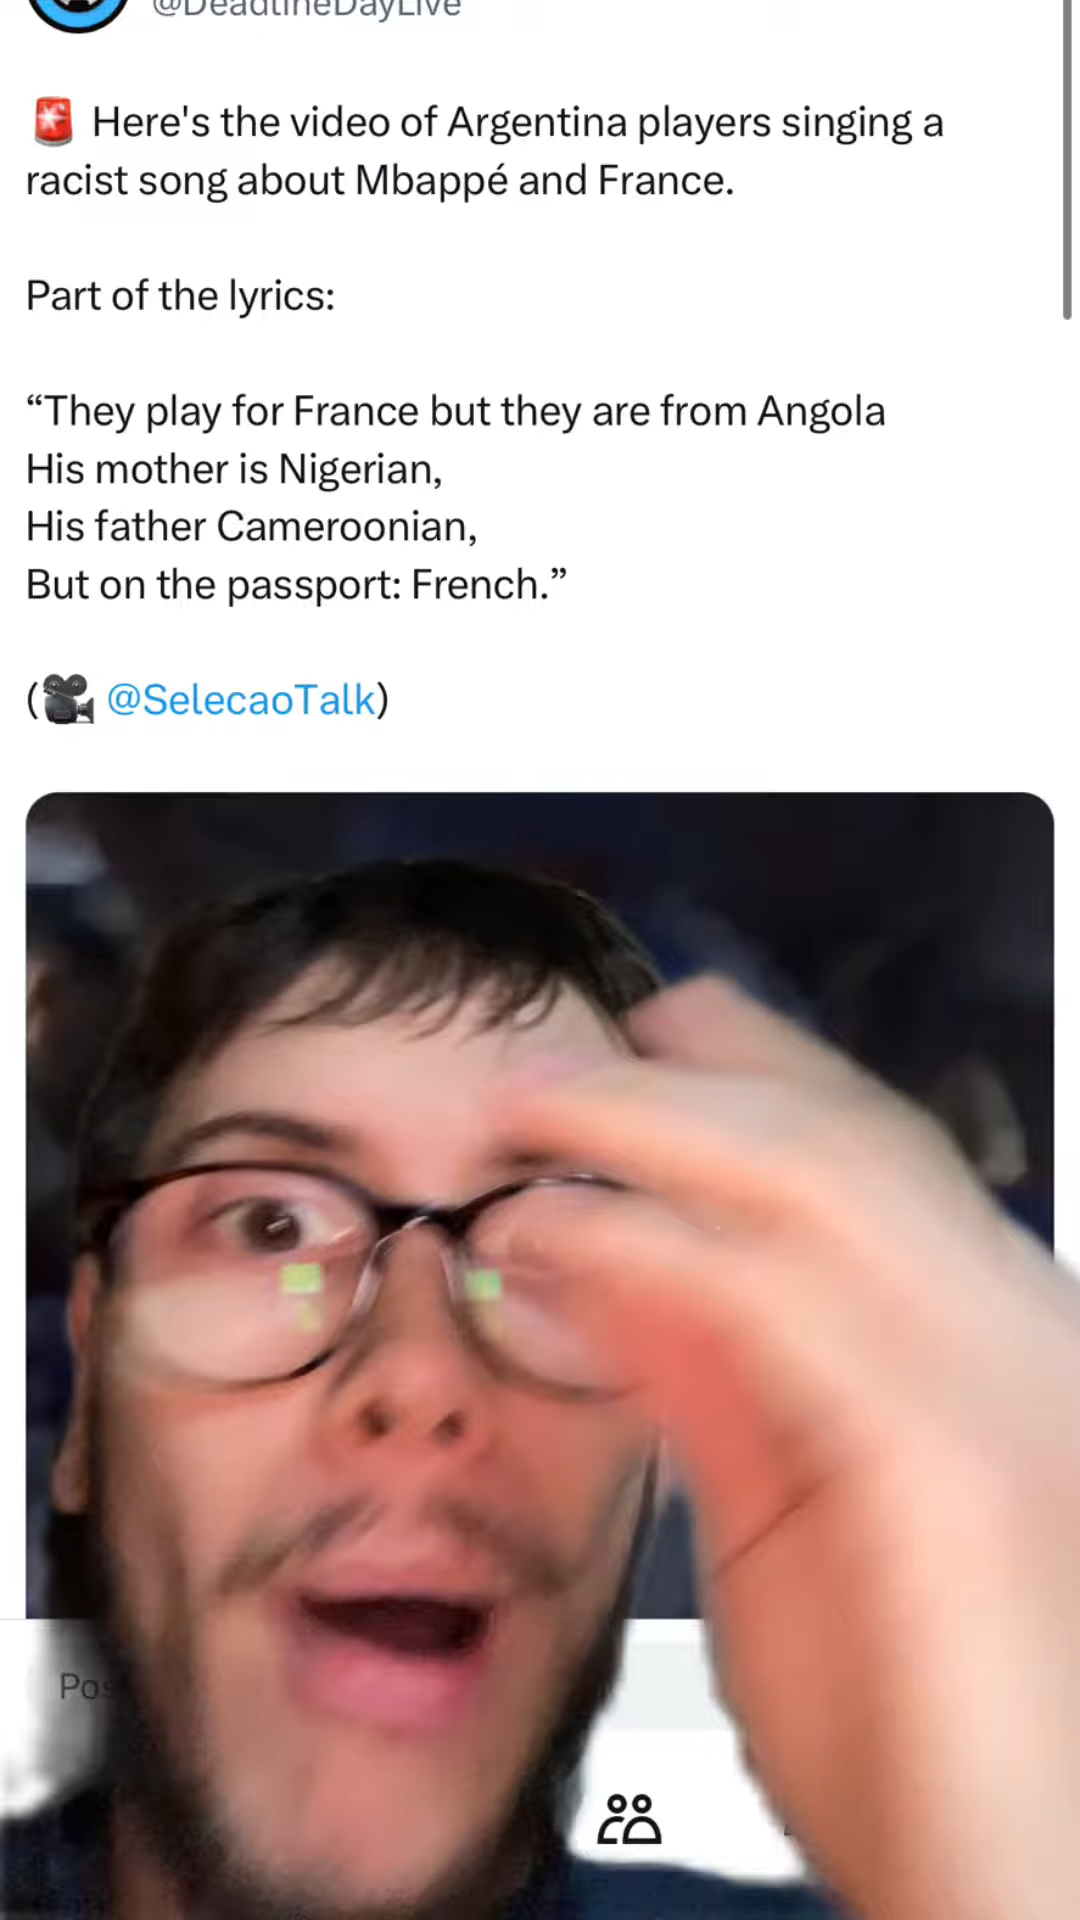 @DeadlineDayLive
Here's the video of Argentina players singing a
racist song about Mbappé and France.
Part of the lyrics:
“They play for France but they are from Angola
His mother is Nigerian,
His father Cameroonian,
But on the passport: French.”
(@SelecaoTalk)
Pos